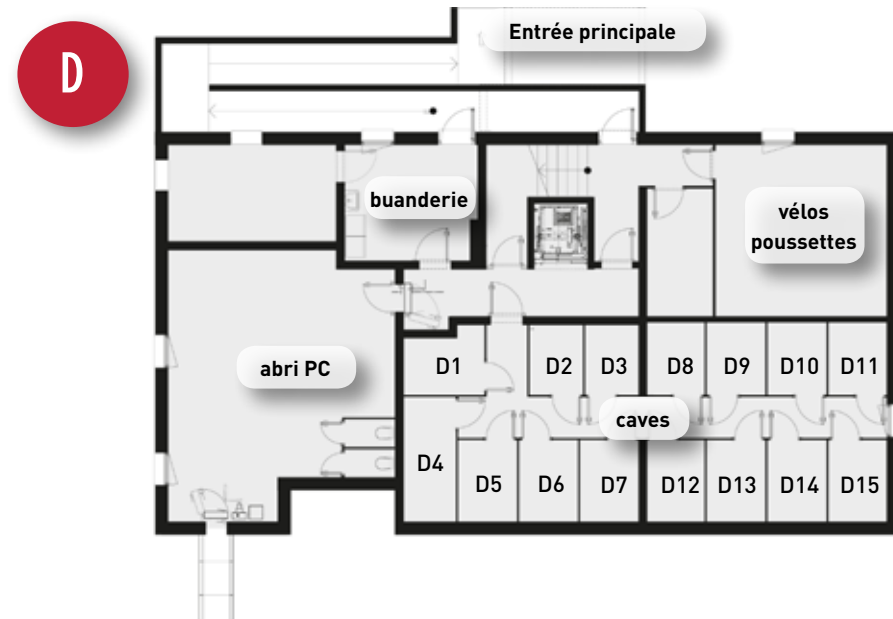 D
Entrée principale
buanderie
vélos
poussettes
abri PC
D1
D2
D3
D8
D9
D10
D11
caves
D4
D5
D6
D7
D12
D13
D14
D15